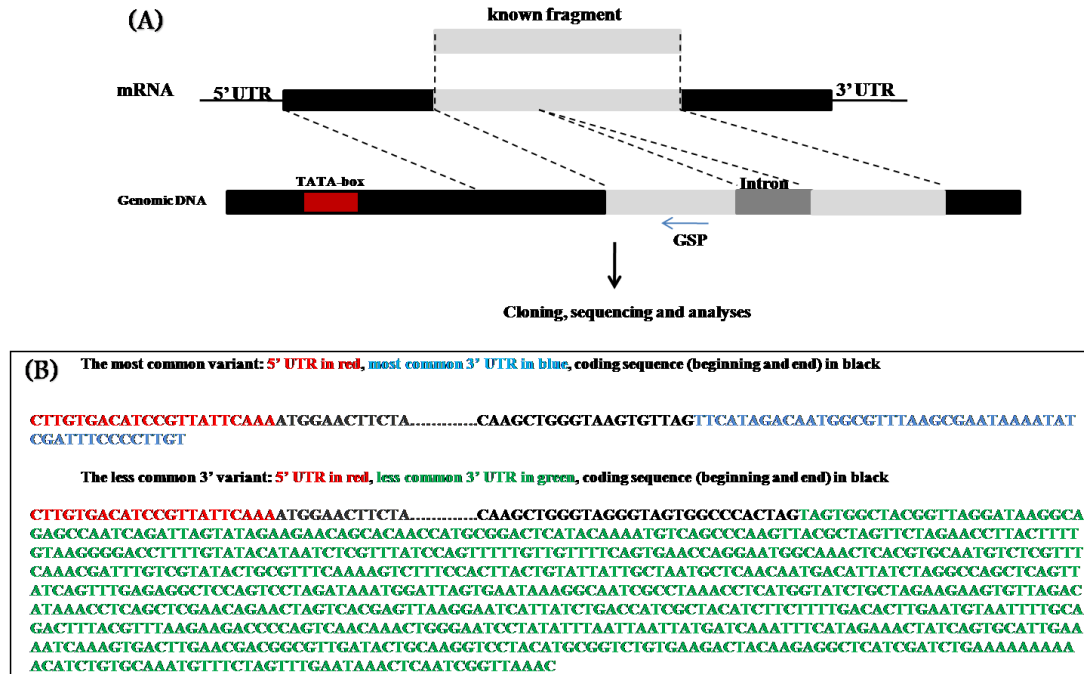 (A)
known fragment
mRNA 5' UTR 3' UTR
TATA-box Intron
Genomic DNA
GSP
Cloning, sequencing and analyses
(B) The most common variant: 5' UTR in red, most common 3' UTR in blue, coding sequence (beginning and end) in black
CTTGTGACATCCGTTATTCAAAATGGAACTTCTA............CAAGCTGGGTAAGTGTTAGTTCATAGACAATGGCGTTTAAGCGAATAAAATAT
CGATTTCCCCTTGT
The less common 3' variant: 5' UTR in red, less common 3' UTR in green, coding sequence (beginning and end) in black
CTTGTGACATCCGTTATTCAAAATGGAACTTCTA............CAAGCTGGGTAGGGTAGTGGCCCACTAGTAGTGGCTACGGTTAGGATAAGGCA
GAGCCAATCAGATTAGTATAGAAGAACAGCACAACCATGCGGACTCATACAAAATGTCAGCCCAAGTTACGCTAGTTCTAGAACCTTACTTTT
GTAAGGGGACCTTTTGTATACATAATCTCGTTTATCCAGTTTTTGTTGTTTTCAGTGAACCAGGAATGGCAAACTCACGTGCAATGTCTCGTTT
CAAACGATTTGTCGTATACTGCGTTTCAAAAGTCTTTCCACTTACTGTATTATTGCTAATGCTCAACAATGACATTATCTAGGCCAGCTCAGTT
ATCAGTTTGAGAGGCTCCAGTCCTAGATAAATGGATTAGTGAATAAAGGCAATCGCCTAAACCTCATGGTATCTGCTAGAAGAAGTGTTAGAC
ATAAACCTCAGCTCGAACAGAACTAGTCACGAGTTAAGGAATCATTATCTGACCATCGCTACATCTTCTTTTGACACTTGAATGTAATTTTGCA
GACTTTACGTTTAAGAAGACCCCAGTCAACAAACTGGGAATCCTATATTTAATTAATTATGATCAAATTTCATAGAAACTATCAGTGCATTGAA
AATCAAAGTGACTTGAACGACGGCGTTGATACTGCAAGGTCCTACATGCGGTCTGTGAAGACTACAAGAGGCTCATCGATCTGAAAAAAAAA
ACATCTGTGCAAATGTTTCTAGTTTGAATAAACTCAATCGGTTAAAC